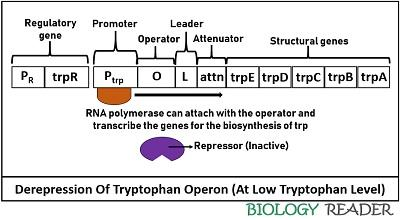 Regulatory gene
Promoter
Operator
Leader
Attenuator
Structural genes
PR trpR Ptrp O L attn trpE trpD trpC trpB trpA
RNA polymerase can attach with the operator and
transcribe the genes for the biosynthesis of trp
Repressor (Inactive)
Derepression Of Tryptophan Operon (At Low Tryptophan Level)
BIOLOGY READER